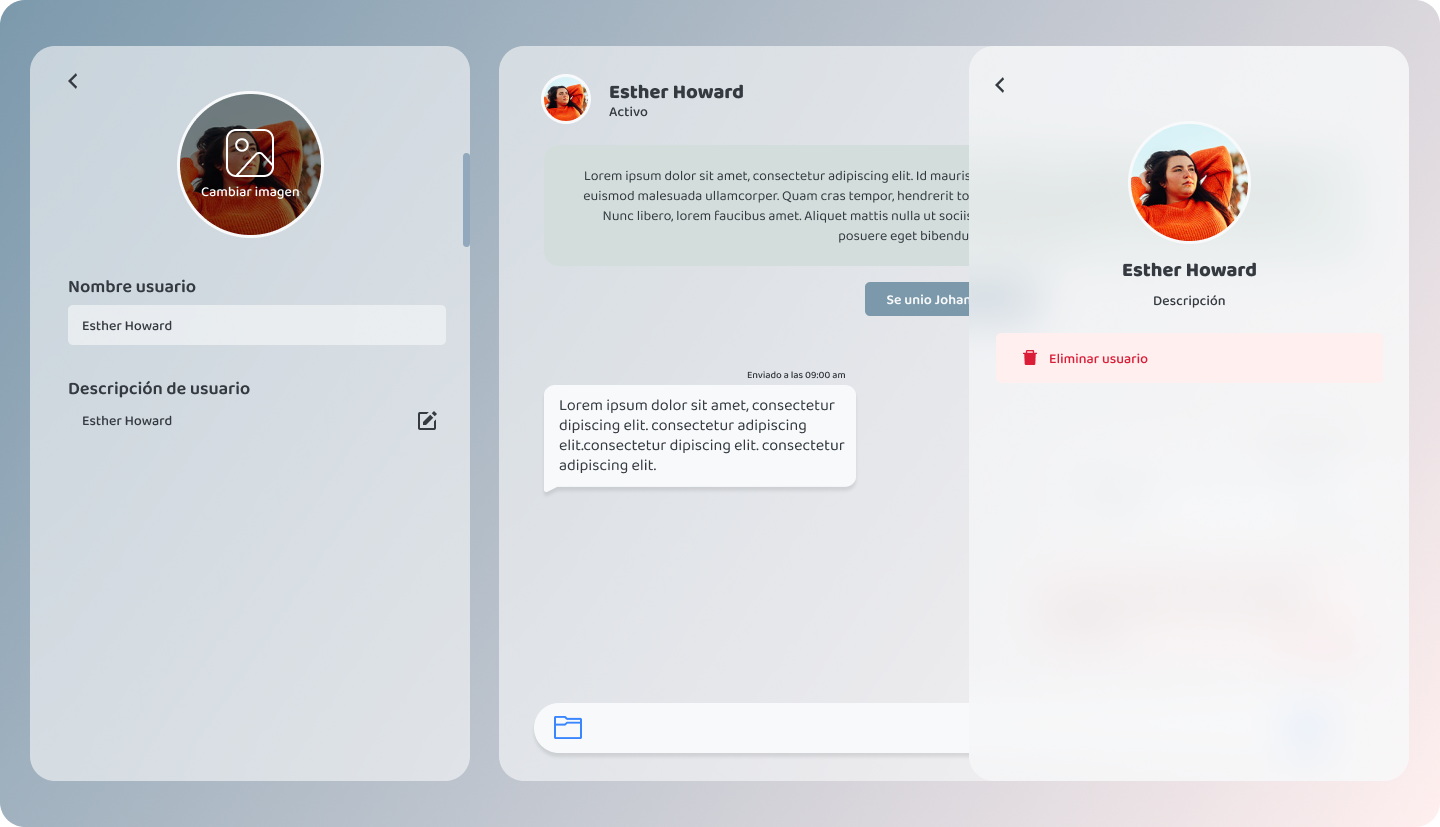 Cambiar imagen
Nombre usuario
Esther Howard
Descripción de usuario
Esther Howard
Esther Howard
Activo
Lorem ipsum dolor sit amet, consectetur adipiscing elit. Id mauris
euismod malesuada ullamcorper. Quam cras tempor, hendrerit to
Nunc libero, lorem faucibus amet. Aliquet mattis nulla ut sociis
posuere eget bibendu
Se unio Johan
Enviado a las 09:00 am
Lorem ipsum dolor sit amet, consectetur
dipiscing elit. consectetur adipiscing
elit.consectetur dipiscing elit. consectetur
adipiscing elit.
Esther Howard
Descripción
Eliminar usuario